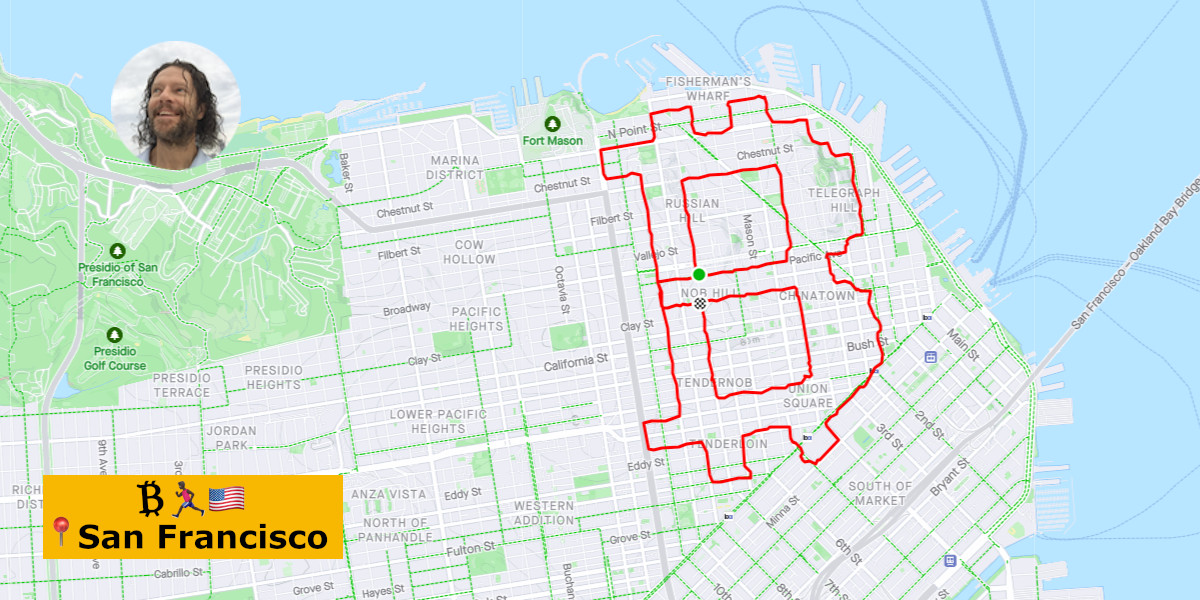 FISHERMAN'S
WHARF
N Point St
Fort Mason
Chestnut St
Baker St
MARINA
DISTRICT
Chestnut St
TELEGRAPH
HILL
Chestnut St
RUSSIAN
HILL
Filbert St
Mason St
Filbert St
COW
HOLLOW
Vallejo St
Pacific Ave
Presidio of San
Francisco
Octavia St
NOB HILL
CHINATOWN
San Francisco – Oakland Bay Bridge
Broadway
PACIFIC
HEIGHTS
Clay St
Main St
Bush St
Presidio
Golf Course
Clay St
California St
PRESIDIO
HEIGHTS
PRESIDIO
TERRACE
TENDERNOB
UNION
SQUARE
LOWER PACIFIC
HEIGHTS
2nd St
JORDAN
PARK
3rd St
TENDERLOIN
9th Ave
Eddy St
Bryant St
ANZA VISTA
Eddy St
SOUTH OF
MARKET
WESTERN
ADDITION
Minna St
₿🏃🇺🇸
📍San Francisco
NORTH OF
PANHANDLE
Grove St
Fulton St
6th St
Cabrillo St
Grove St
Hayes St
10th
8th
7th St